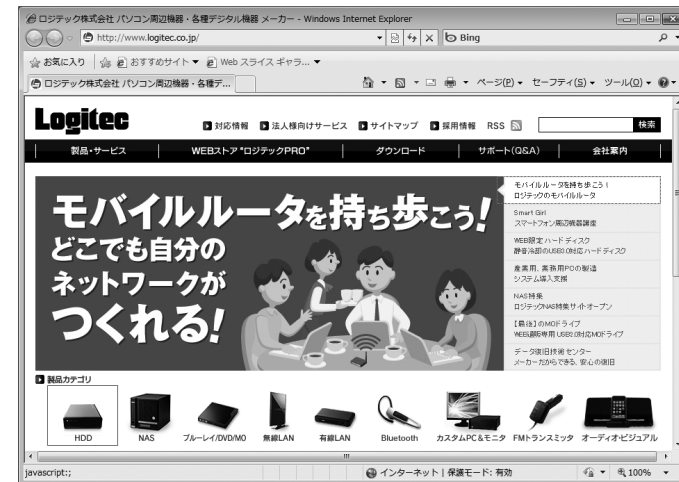 ロジテック株式会社 パソコン周辺機器・各種デジタル機器 メーカー - Windows Internet Explorer
http://www.logitec.co.jp/
Bing
お気に入り おすすめサイト Web スライス ギャラ...
ロジテック株式会社 パソコン周辺機器・各種デ...
ページ(P) セーフティ(S) ツール(O)
Logitec
対応情報 法人様向けサービス サイトマップ 採用情報 RSS 検索
製品・サービス WEBストア "ロジテックPRO" ダウンロード サポート(Q&A) 会社案内
モバイルルータを持ち歩こう!
どこでも自分の
ネットワークが
つくれる!
モバイルルータを持ち歩こう!
ロジテックのモバイルルータ
Smart Girl
スマートフォン周辺機器講座
WEB限定ハードディスク
静音冷却のUSB3.0対応ハードディスク
産業用、業務用PCの製造
システム導入支援
NAS特集
ロジテックNAS特集サイトオープン
【最後】のMOドライブ
WEB直販専用 USB2.0対応MOドライブ
データ復旧技術センター
メーカーだからできる、安心の復旧
製品カテゴリ
HDD NAS ブルーレイ/DVD/MO 無線LAN 有線LAN Bluetooth カスタムPC&モニタ FMトランスミッタ オーディオ・ビジュアル
javascript:; インターネット | 保護モード: 有効 100%